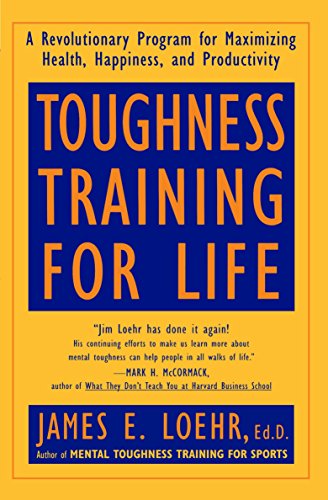 A Revolutionary Program for Maximizing
Health, Happiness, and Productivity
TOUGHNESS
TRAINING
FOR LIFE
"Jim Loehr has done it again!
His continuing efforts to make us learn more about
mental toughness can help people in all walks of life."
—MARK H. McCORMACK,
author of What They Don't Teach You at Harvard Business School
JAMES E. LOEHR, Ed.D.
Author of MENTAL TOUGHNESS TRAINING FOR SPORTS